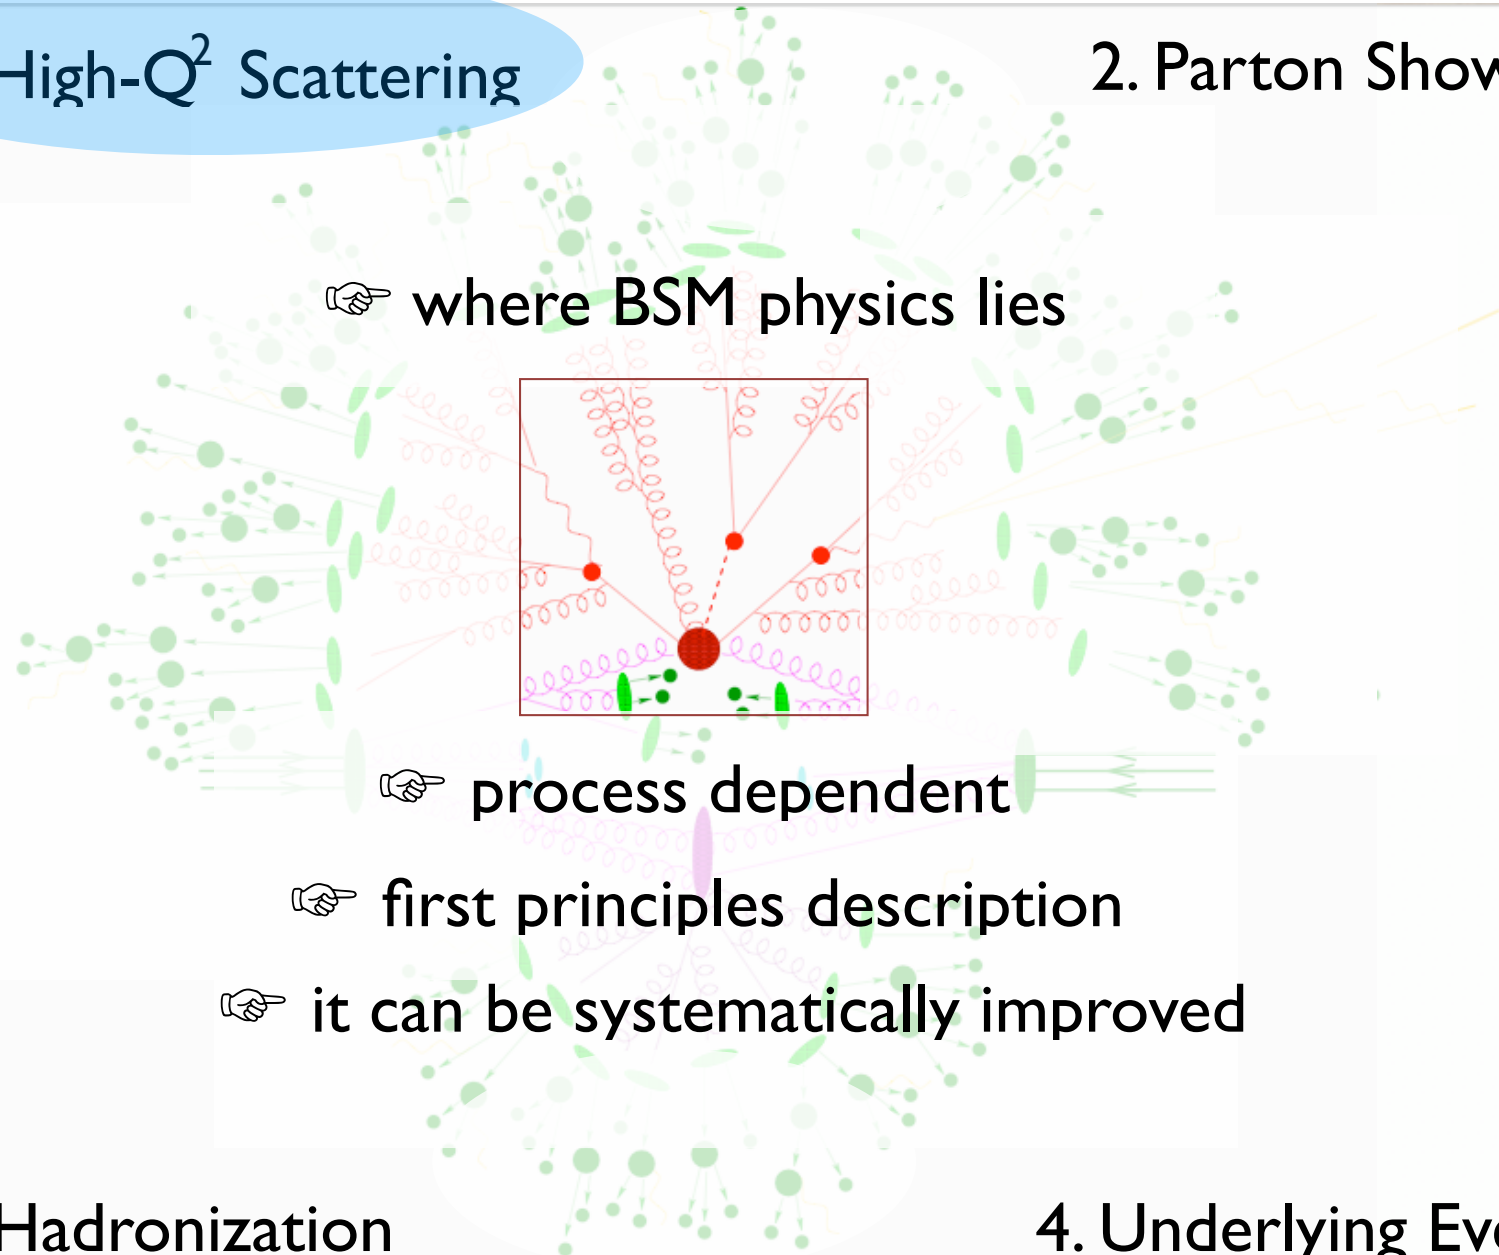 High-Q² Scattering
2. Parton Show
☞ where BSM physics lies
☞ process dependent
☞ first principles description
☞ it can be systematically improved
Hadronization
4. Underlying Eve